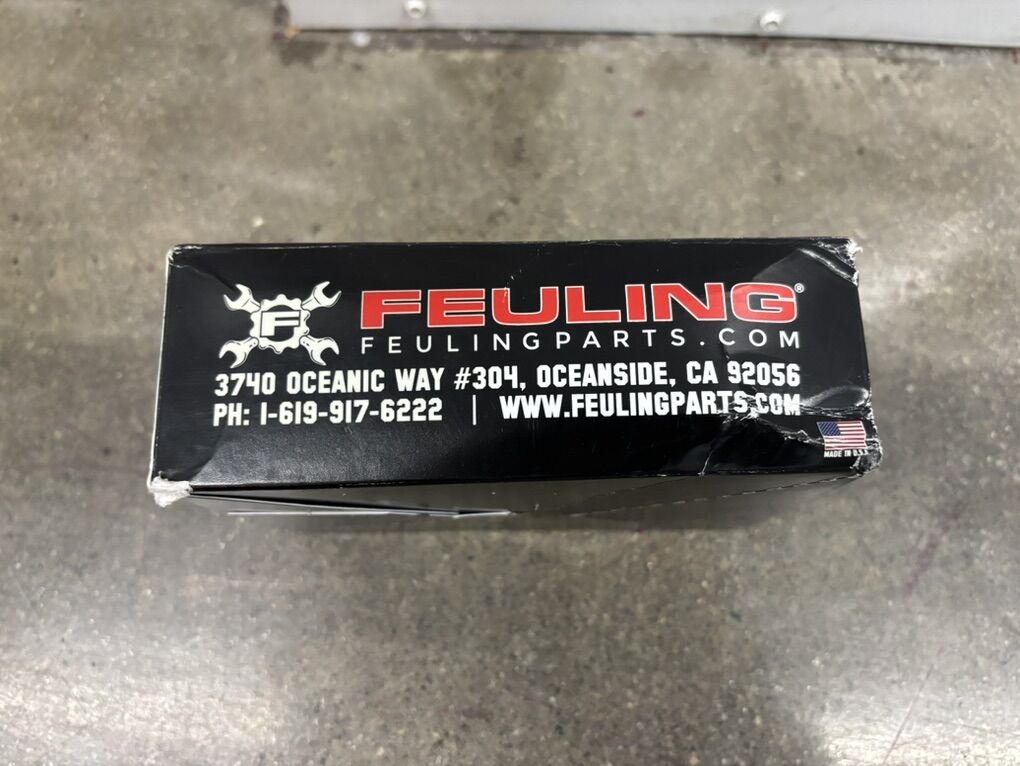 F
FEULING®
FEULINGPARTS.COM
3740 OCEANIC WAY #304, OCEANSIDE, CA 92056
PH: 1-619-917-6222 | WWW.FEULINGPARTS.COM
MADE IN U.S.A.